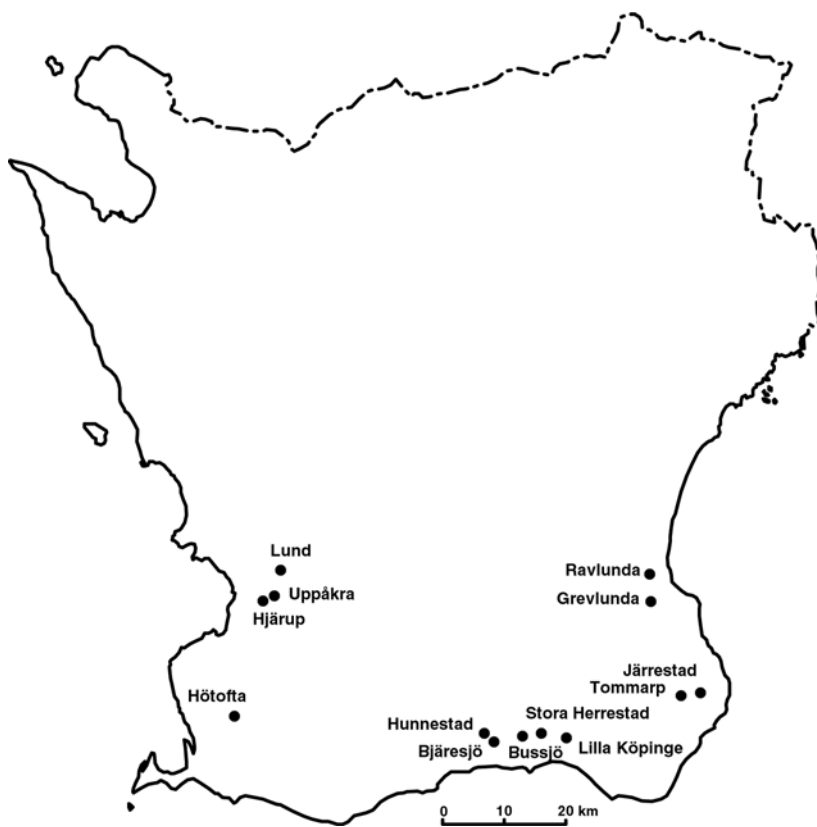 Lund
Ravlunda
Uppåkra
Grevlunda
Hjärup
Järrestad
Tommarp
Hötofta
Stora Herrestad
Hunnestad
Bjäresjö
Bussjö
Lilla Köpinge
0 10 20 km